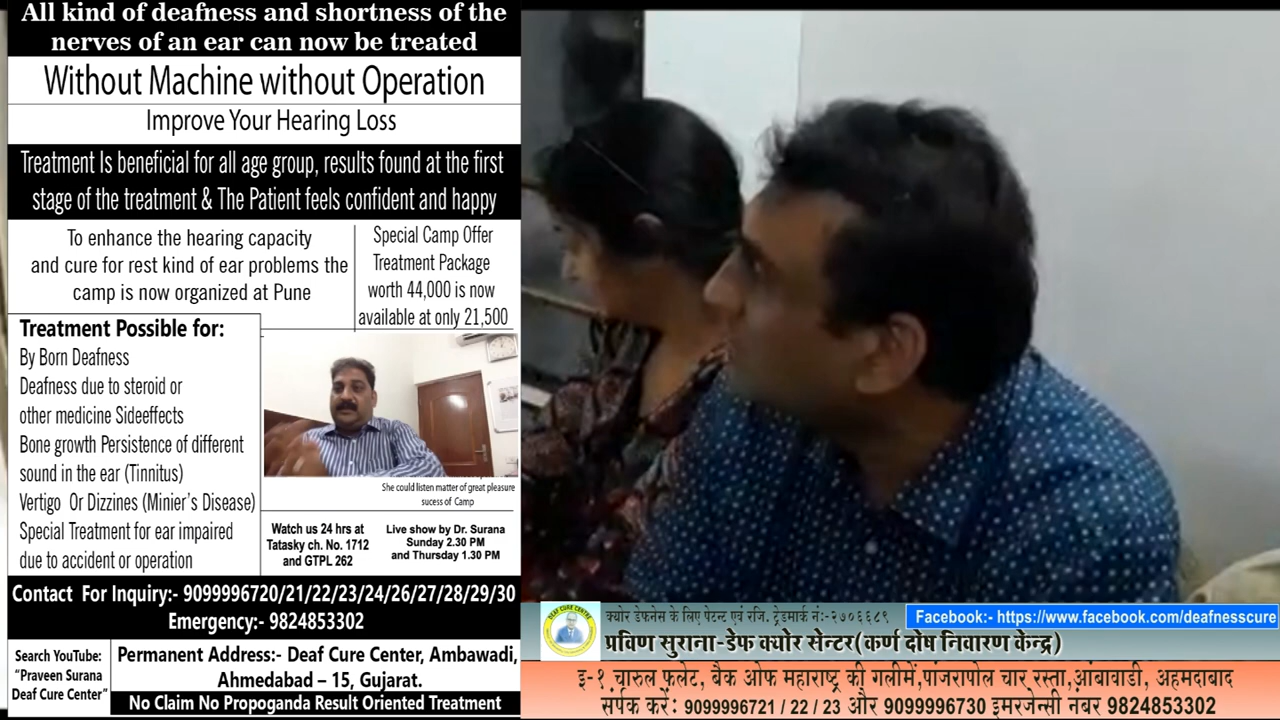 All kind of deafness and shortness of the
nerves of an ear can now be treated
Without Machine without Operation
Improve Your Hearing Loss
Treatment Is beneficial for all age group, results found at the first
stage of the treatment & The Patient feels confident and happy
To enhance the hearing capacity
and cure for rest kind of ear problems the
camp is now organized at Pune
Special Camp Offer
Treatment Package
worth 44,000 is now
available at only 21,500
Treatment Possible for:
By Born Deafness
Deafness due to steroid or
other medicine Sideeffects
Bone growth Persistence of different
sound in the ear (Tinnitus)
Vertigo Or Dizzines (Minier's Disease)
Special Treatment for ear impaired
due to accident or operation
She could listen matter of great pleasure
sucess of Camp
Watch us 24 hrs at
Tatasky ch. No. 1712
and GTPL 262
Live show by Dr. Surana
Sunday 2.30 PM
and Thursday 1.30 PM
Contact For Inquiry:- 9099996720/21/22/23/24/26/27/28/29/30
Emergency:- 9824853302
Search YouTube:
"Praveen Surana
Deaf Cure Center"
Permanent Address:- Deaf Cure Center, Ambawadi,
Ahmedabad – 15, Gujarat.
No Claim No Propoganda Result Oriented Treatment
DEAF CURE CENTRE
क्योर डेफनेस के लिए पेटन्ट एवं रजि. ट्रेडमार्क नं:-२७०६६८९
Facebook:- https://www.facebook.com/deafnesscure
प्रविण सुराना-डेफ क्योर सेन्टर(कर्ण दोष निवारण केन्द्र)
इ-१ चारुल फलेट, बैंक ओफ महाराष्ट्र की गलीमें,पांजरापोल चार रस्ता,आंबावाडी, अहमदाबाद
संर्पक करें: 9099996721 / 22 / 23 और 9099996730 इमरजेन्सी नंबर 9824853302